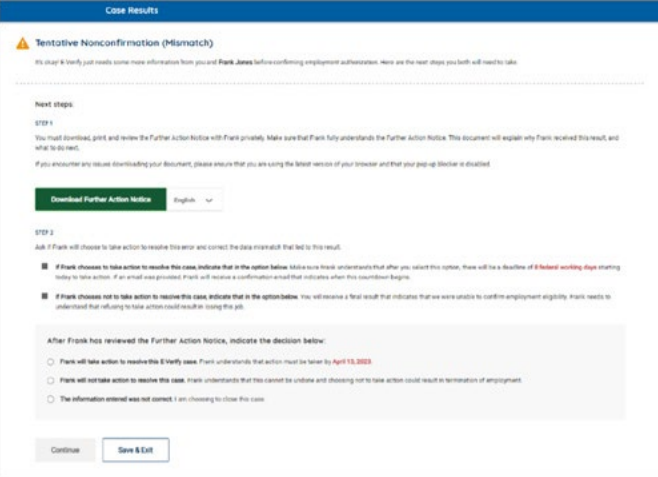 Case Results
Tentative Nonconfirmation (Mismatch)
It's okay! E-Verify just needs some more information from you and Frank Jones before confirming employment authorization. Here are the next steps you both will need to take.
Next steps:
STEP 1
You must download, print, and review the Further Action Notice with Frank privately. Make sure that Frank fully understands the Further Action Notice. This document will explain why Frank received this result, and
what to do next.
If you encounter any issues downloading your document, please ensure that you are using the latest version of your browser and that your pop-up blocker is disabled.
Download Further Action Notice
English
STEP 2
Ask if Frank will choose to take action to resolve this error and correct the data mismatch that led to this result.
If Frank chooses to take action to resolve this case, indicate that in the option below. Make sure Frank understands that after you select this option, there will be a deadline of 8 federal working days starting
today to take action. If an email was provided, Frank will receive a confirmation email that indicates when this countdown begins.
If Frank chooses not to take action to resolve this case, indicate that in the option below. You will receive a final result that indicates that we were unable to confirm employment eligibility. Frank needs to
understand that refusing to take action could result in losing the job.
After Frank has reviewed the Further Action Notice, indicate the decision below:
Frank will take action to resolve this E-Verify case. Frank understands that action must be taken by April 13, 2023.
Frank will not take action to resolve this case. Frank understands that this cannot be undone and choosing not to take action could result in termination of employment.
The information entered was not correct. I am choosing to close this case.
Continue
Save & Exit